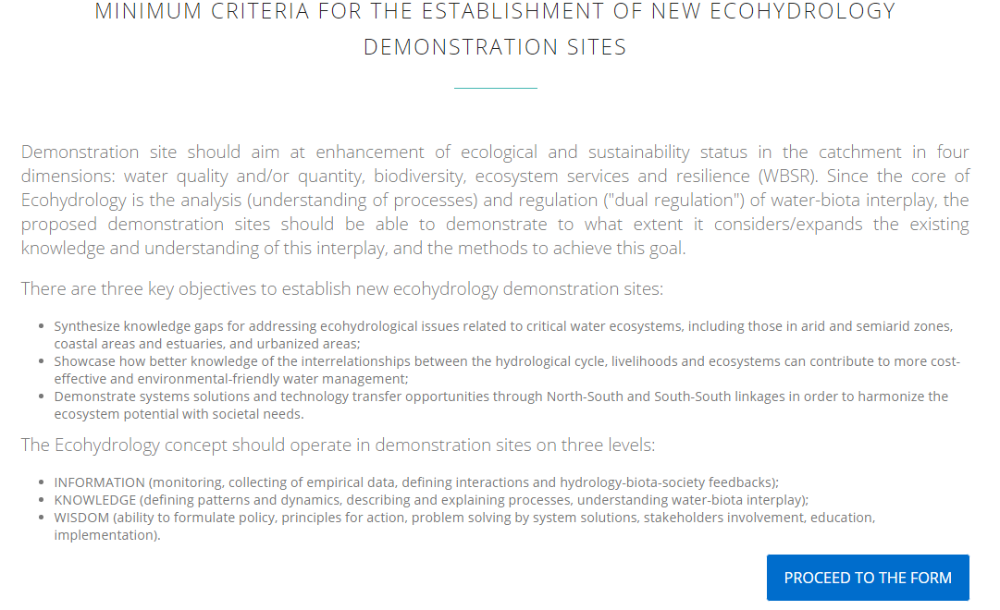 MINIMUM CRITERIA FOR THE ESTABLISHMENT OF NEW ECOHYDROLOGY
DEMONSTRATION SITES
Demonstration site should aim at enhancement of ecological and sustainability status in the catchment in four
dimensions: water quality and/or quantity, biodiversity, ecosystem services and resilience (WBSR). Since the core of
Ecohydrology is the analysis (understanding of processes) and regulation ("dual regulation") of water-biota interplay, the
proposed demonstration sites should be able to demonstrate to what extent it considers/expands the existing
knowledge and understanding of this interplay, and the methods to achieve this goal.
There are three key objectives to establish new ecohydrology demonstration sites:
• Synthesize knowledge gaps for addressing ecohydrological issues related to critical water ecosystems, including those in arid and semiarid zones,
coastal areas and estuaries, and urbanized areas;
• Showcase how better knowledge of the interrelationships between the hydrological cycle, livelihoods and ecosystems can contribute to more cost-
effective and environmental-friendly water management;
• Demonstrate systems solutions and technology transfer opportunities through North-South and South-South linkages in order to harmonize the
ecosystem potential with societal needs.
The Ecohydrology concept should operate in demonstration sites on three levels:
• INFORMATION (monitoring, collecting of empirical data, defining interactions and hydrology-biota-society feedbacks);
• KNOWLEDGE (defining patterns and dynamics, describing and explaining processes, understanding water-biota interplay);
• WISDOM (ability to formulate policy, principles for action, problem solving by system solutions, stakeholders involvement, education,
implementation).
PROCEED TO THE FORM